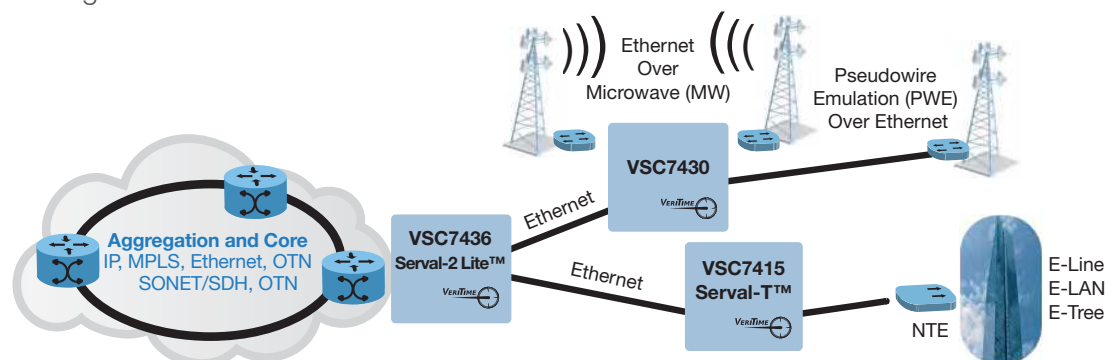 Ethernet
Over
Microwave (MW)
Pseudowire
Emulation (PWE)
Over Ethernet
VSC7430
VERITIME
Ethernet
Aggregation and Core
IP, MPLS, Ethernet, OTN
SONET/SDH, OTN
VSC7436
Serval-2 Lite™
VERITIME
Ethernet
VSC7415
Serval-T™
VERITIME
NTE
E-Line
E-LAN
E-Tree